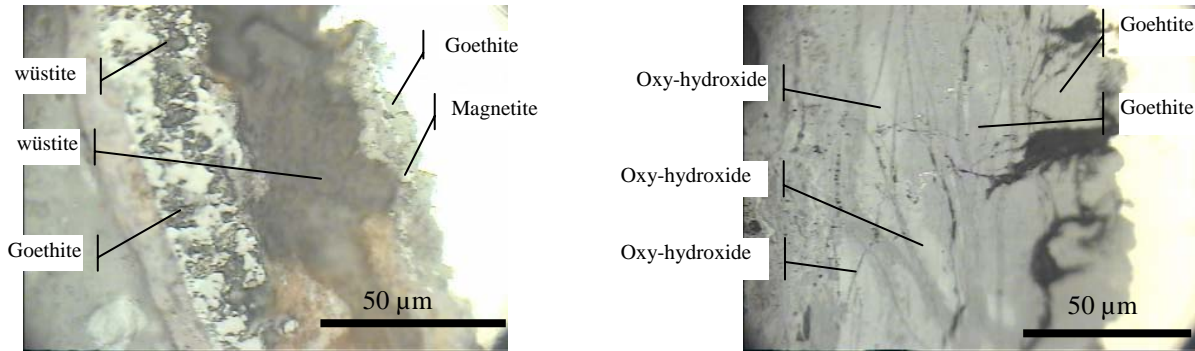 wüstite
wüstite
Goethite
Goethite
Magnetite
50 µm
Oxy-hydroxide
Oxy-hydroxide
Oxy-hydroxide
Goehtite
Goethite
50 µm